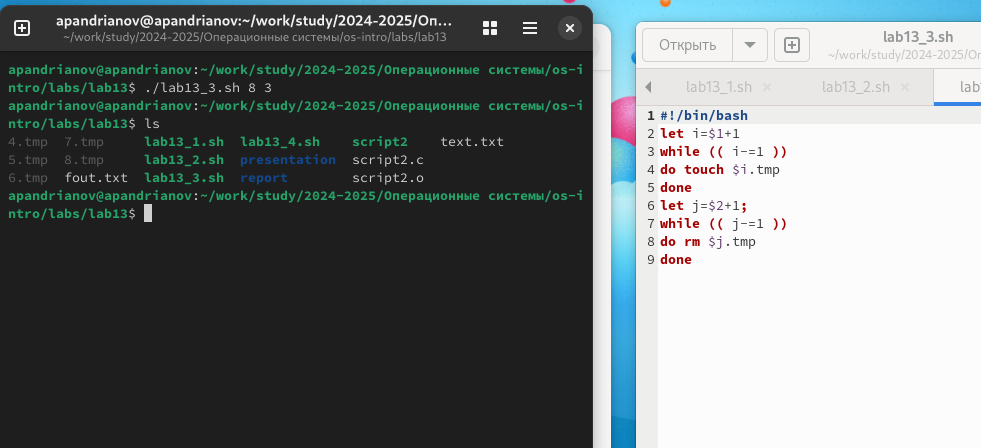 apandrianov@apandrianov:~/work/study/2024-2025/Оп...
~/work/study/2024-2025/Операционные системы/os-intro/labs/lab13
apandrianov@apandrianov:~/work/study/2024-2025/Операционные системы/os-i
ntro/labs/lab13$ ./lab13_3.sh 8 3
apandrianov@apandrianov:~/work/study/2024-2025/Операционные системы/os-i
ntro/labs/lab13$ ls
4.tmp 7.tmp lab13_1.sh lab13_4.sh script2 text.txt
5.tmp 8.tmp lab13_2.sh presentation script2.c
6.tmp fout.txt lab13_3.sh report script2.o
apandrianov@apandrianov:~/work/study/2024-2025/Операционные системы/os-i
ntro/labs/lab13$
Открыть
lab13_3.sh
~/work/study/2024-2025/О
lab13_1.sh × lab13_2.sh × lab
1 #!/bin/bash
2 let i=$1+1
3 while (( i-=1 ))
4 do touch $i.tmp
5 done
6 let j=$2+1;
7 while (( j-=1 ))
8 do rm $j.tmp
9 done